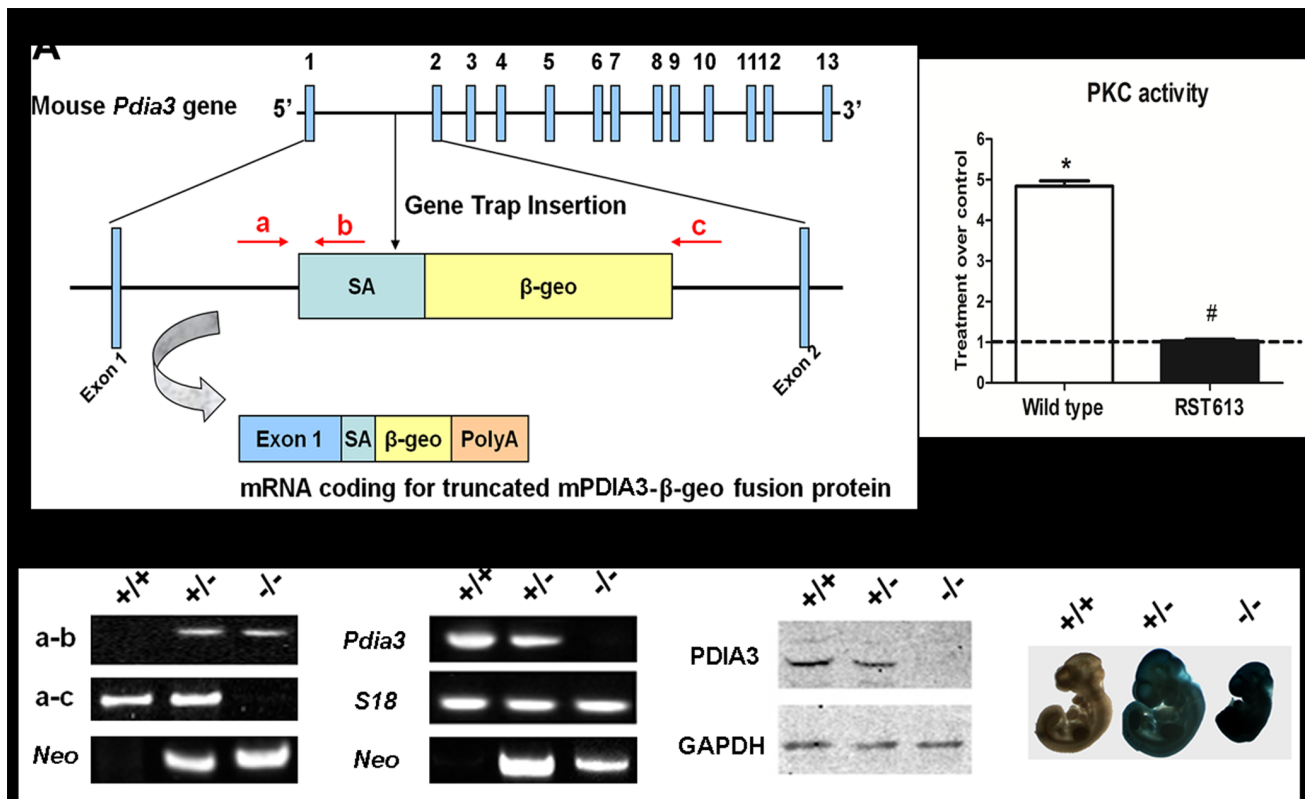 A
1 2 3 4 5 6 7 8 9 10 11 12 13
Mouse Pdia3 gene 5’ 3’
Gene Trap Insertion
a b c
SA β-geo
Exon 1 Exon 2
Exon 1 SA β-geo PolyA
mRNA coding for truncated mPDIA3-β-geo fusion protein
PKC activity
Treatment over control
6
5
4
3
2
1
0
*
#
Wild type RST613
+/+ +/- -/-
a-b
a-c
Neo
+/+ +/- -/-
Pdia3
S18
Neo
+/+ +/- -/-
PDIA3
GAPDH
+/+ +/- -/-